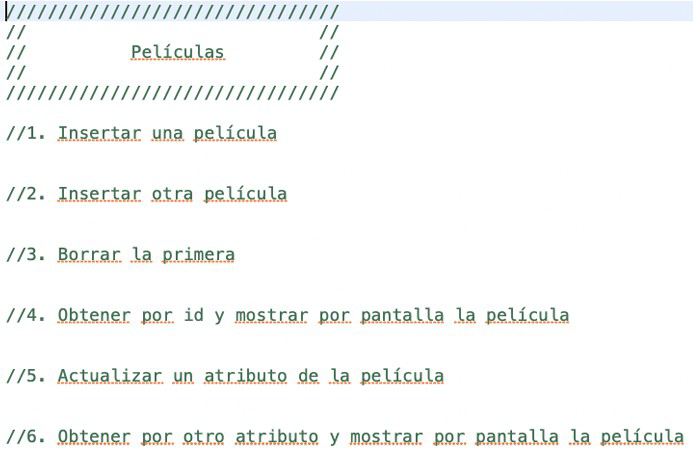 ////////////////////////////////
//                            //
//          Películas         //
//                            //
////////////////////////////////
//1. Insertar una película
//2. Insertar otra película
//3. Borrar la primera
//4. Obtener por id y mostrar por pantalla la película
//5. Actualizar un atributo de la película
//6. Obtener por otro atributo y mostrar por pantalla la película